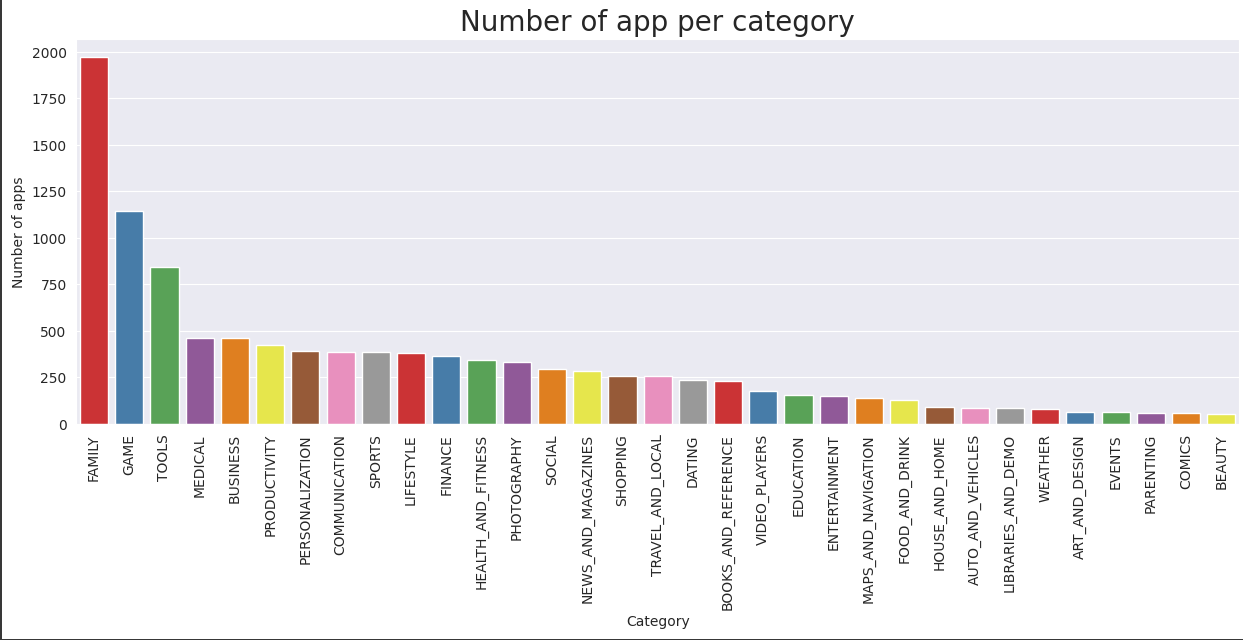 Number of app per category
Number of apps
2000
1750
1500
1250
1000
750
500
250
0
FAMILY
GAME
TOOLS
MEDICAL
BUSINESS
PRODUCTIVITY
PERSONALIZATION
COMMUNICATION
SPORTS
LIFESTYLE
FINANCE
HEALTH_AND_FITNESS
PHOTOGRAPHY
SOCIAL
NEWS_AND_MAGAZINES
SHOPPING
TRAVEL_AND_LOCAL
DATING
BOOKS_AND_REFERENCE
VIDEO_PLAYERS
EDUCATION
ENTERTAINMENT
MAPS_AND_NAVIGATION
FOOD_AND_DRINK
HOUSE_AND_HOME
AUTO_AND_VEHICLES
LIBRARIES_AND_DEMO
WEATHER
ART_AND_DESIGN
EVENTS
PARENTING
COMICS
BEAUTY
Category